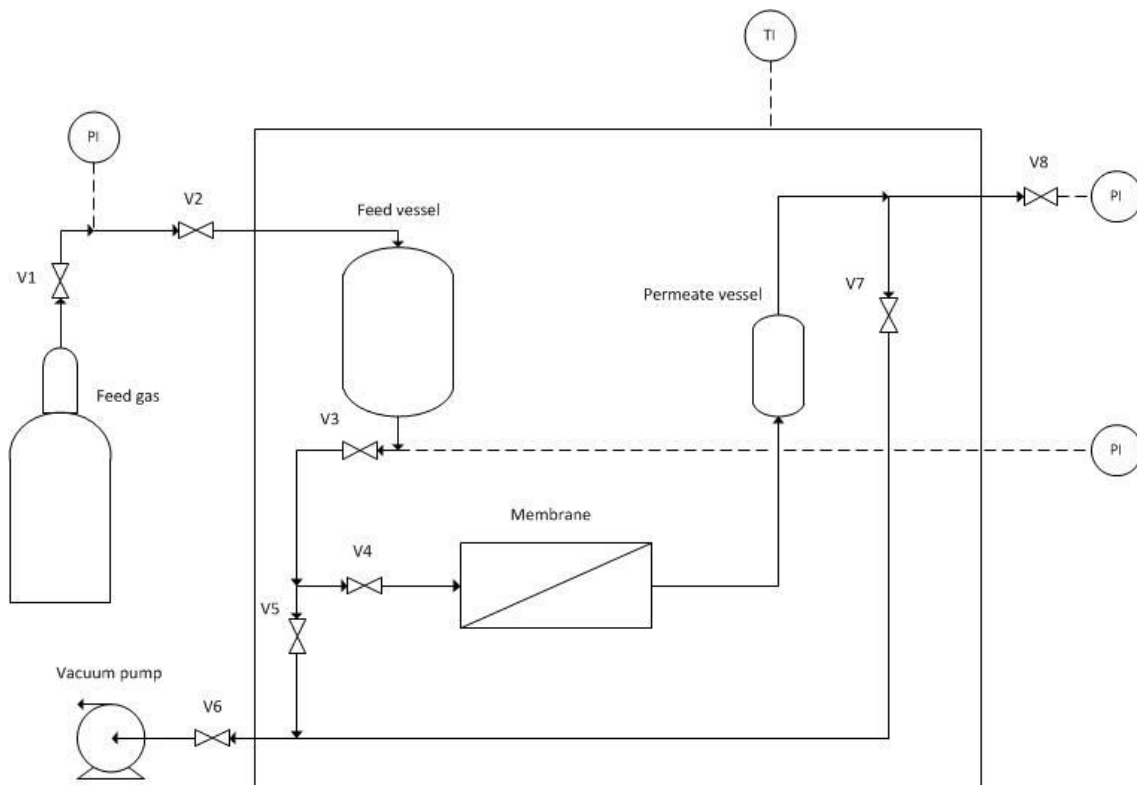 TI
PI
V2
V8
PI
Feed vessel
V1
V7
Permeate vessel
Feed gas
V3
PI
Membrane
V4
V5
Vacuum pump
V6